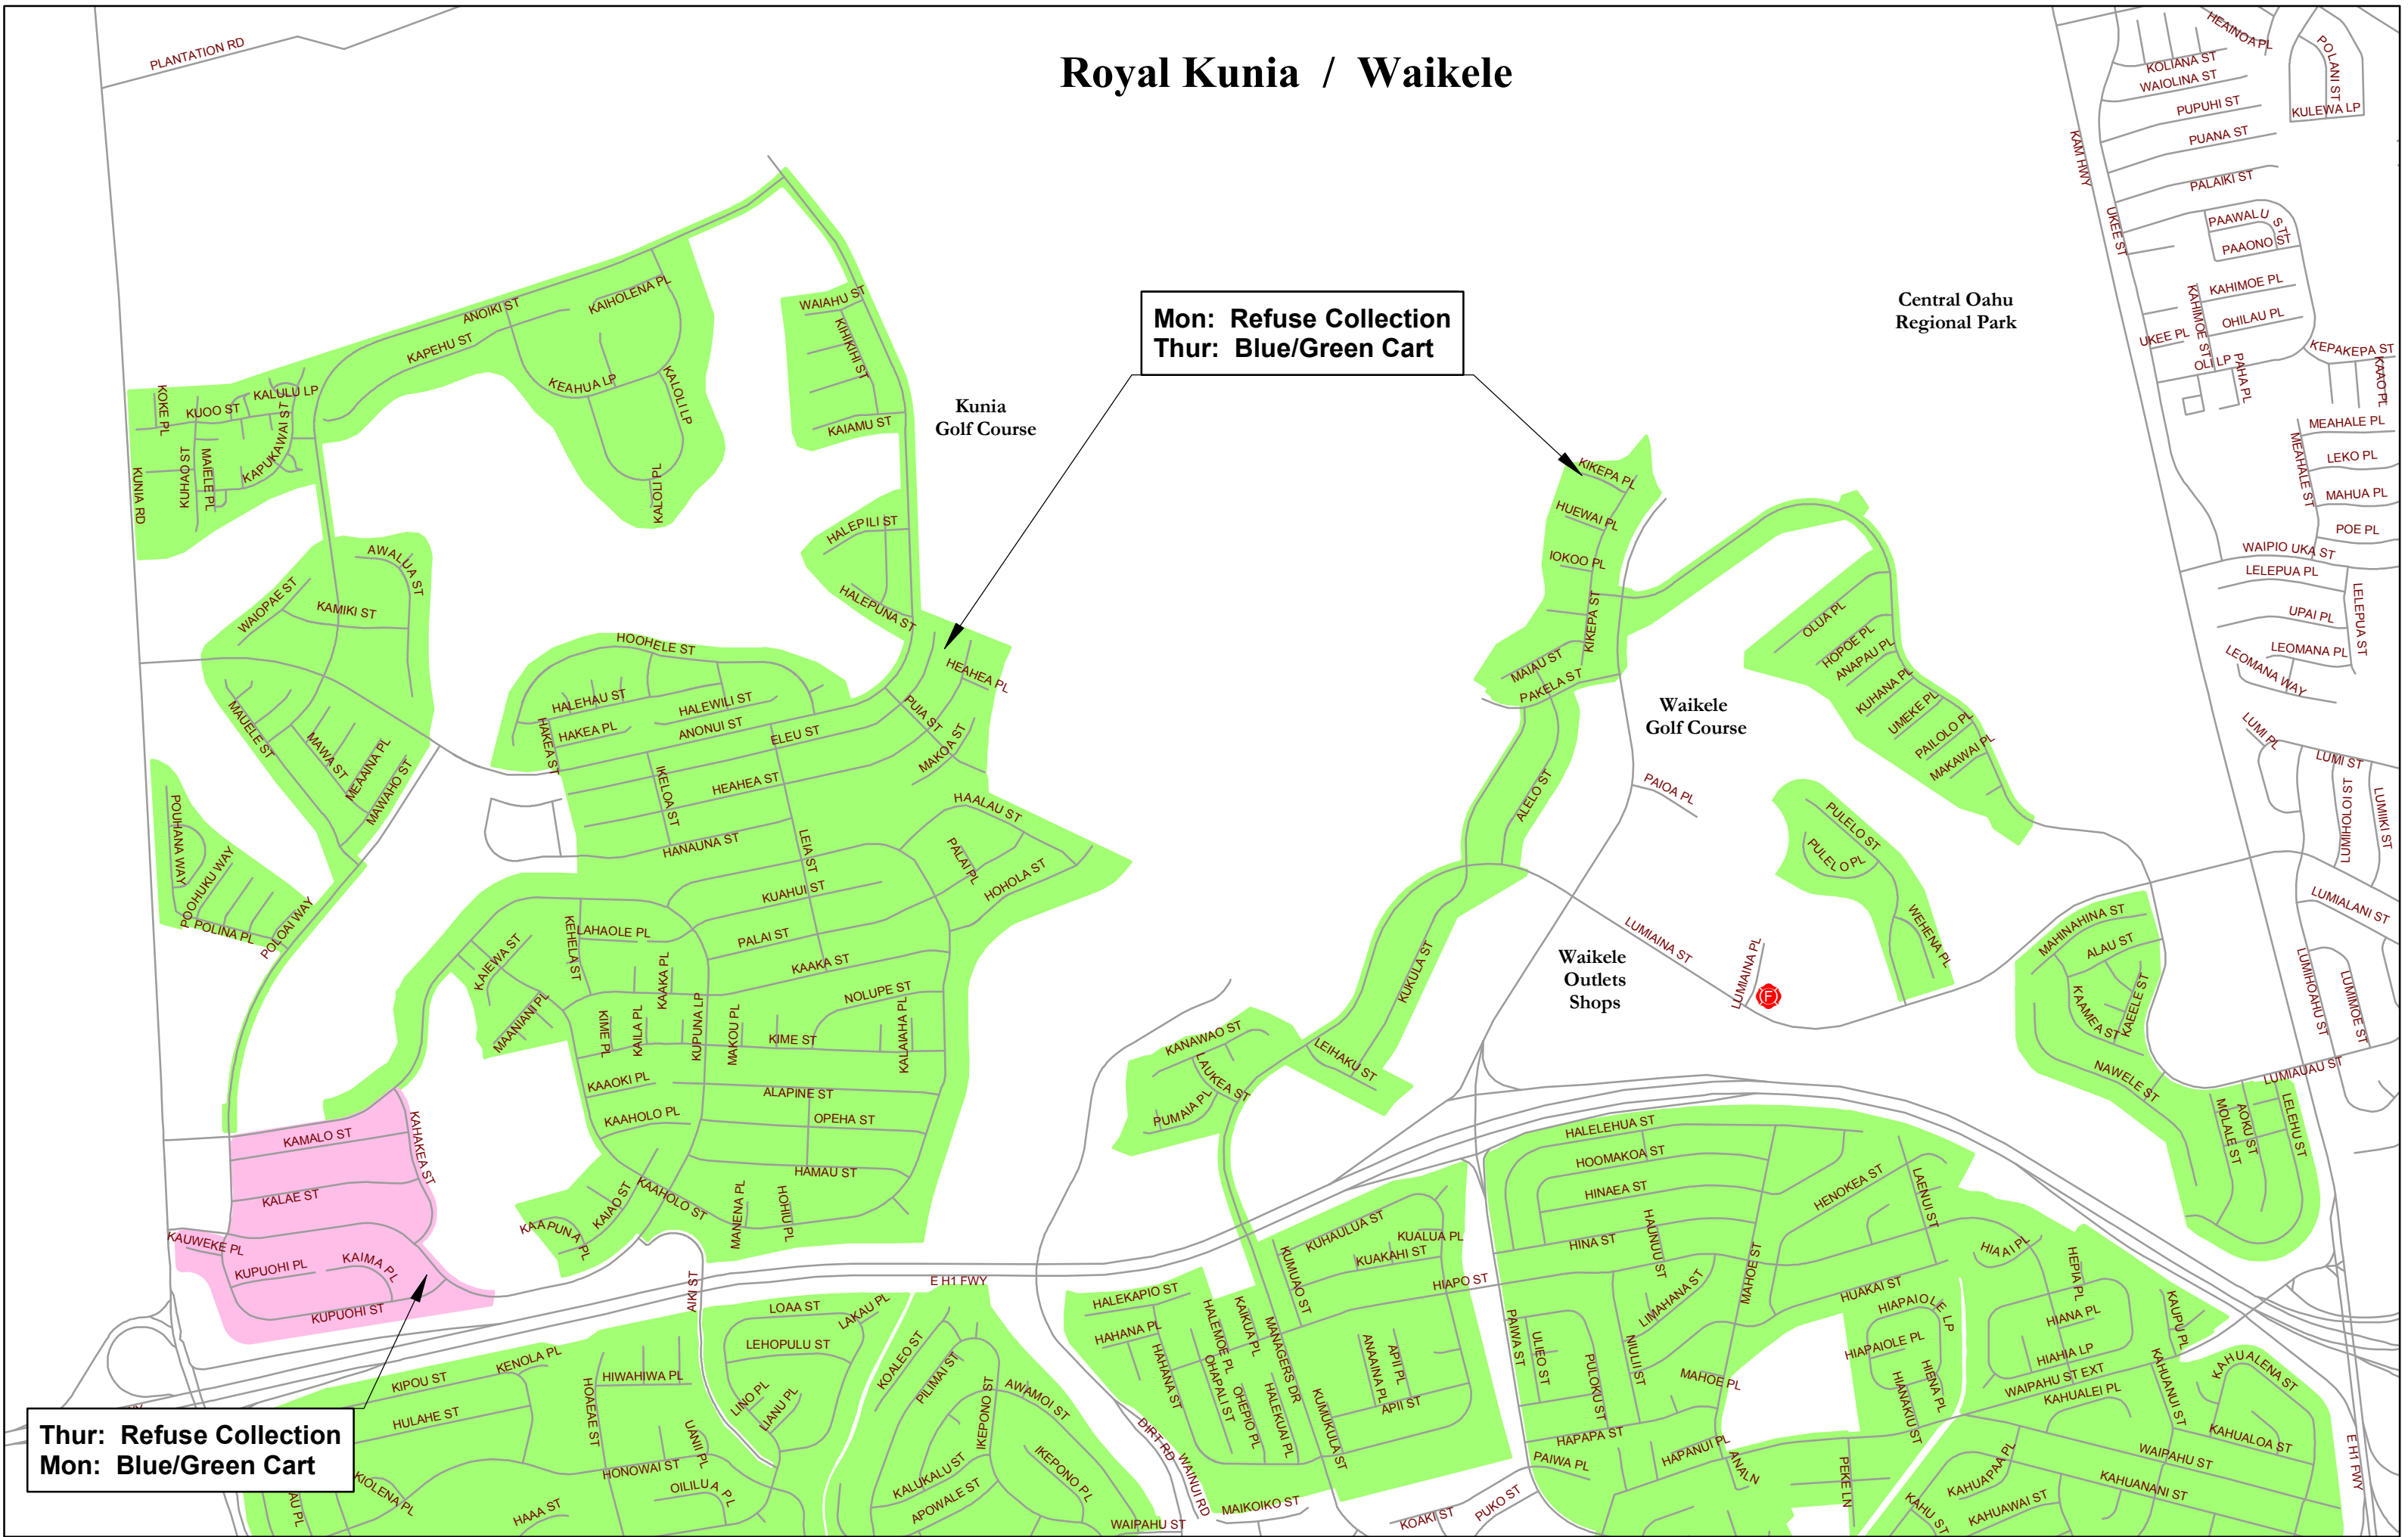 Royal Kunia / Waikele
PLANTATION RD
HEAINOA PL
POLANI ST
KOLIANA ST
WAIOLINA ST
PUPUHI ST
KULEWA LP
PUANA ST
KAM HWY
PALAIKI ST
UKEE ST
PAAWALU ST
PAAONO ST
KAHIMOE PL
KAHIMOE ST
OHILAU PL
UKEE PL
OLI LP
PAHA PL
KEPAKEPA ST
KAAO PL
MEAHALE PL
MEAHALE ST
LEKO PL
MAHUA PL
POE PL
WAIPIO UKA ST
LELEPUA PL
LELEPUA ST
UPAI PL
LEOMANA PL
LEOMANA WAY
LUMI PL
LUMI ST
LUMIHOLOI ST
LUMIKI ST
LUMIALANI ST
LUMIHOAHU ST
LUMIMOE ST
LUMIAUAU ST
Central Oahu
Regional Park
Mon: Refuse Collection
Thur: Blue/Green Cart
Kunia
Golf Course
WAIAHU ST
KIHIKIHI ST
KAIAMU ST
KAIHOLENA PL
ANOIKI ST
KAPEHU ST
KEAHUA LP
KALOLI LP
KALOLI PL
KALULU LP
KOKE PL
KUOO ST
KAPUKAWAI ST
KUHAO ST
MAIELE PL
KUNIA RD
AWALUA ST
WAIOPAE ST
KAMIKI ST
MAUELE ST
MAWA ST
MEAAINA PL
MAWAHO ST
POUHANA WAY
POOHUKU WAY
POLINA PL
POLOAI WAY
HALEPILI ST
HALEPUNA ST
HEAHEA PL
HOOHELE ST
HALEHAU ST
HALEWILI ST
HAKEA PL
HAKEA ST
ANONUI ST
ELEU ST
PUIA ST
MAKOA ST
IKELOA ST
HEAHEA ST
HANAUNA ST
LEIA ST
HAALAU ST
PALAI PL
HOHOLA ST
KUAHUI ST
PALAI ST
KAAKA ST
LAHAOLE PL
KEHELA ST
KAIEWA ST
MAANIANI PL
KAAKA PL
KIME PL
KAILA PL
KUPUNA LP
MAKOU PL
KIME ST
NOLUPE ST
KALAIAHA PL
KAAOKI PL
ALAPINE ST
KAAHOLO PL
OPEHA ST
HAMAU ST
KAAHOLO ST
KAIAO ST
KAAPUNA PL
MANENA PL
HOHIU PL
KAMALO ST
KAHAKEA ST
KALAE ST
KAUWEKE PL
KUPUOHI PL
KAIMA PL
KUPUOHI ST
Thur: Refuse Collection
Mon: Blue/Green Cart
KIKEPA PL
HUEWAI PL
IOKOO PL
KIKEPA ST
MAIAU ST
PAKELA ST
ALELO ST
KUKULA ST
Waikele
Golf Course
PAIOA PL
OLUA PL
HOPOE PL
ANAPAU PL
KUHANA PL
UMEKE PL
PAILOLO PL
MAKAWAI PL
PULELO ST
PULELO PL
WEHENA PL
LUMIAINA ST
LUMIAINA PL
F
Waikele
Outlets
Shops
MAHINAHINA ST
ALAU ST
KAAMEA ST
KAEELE ST
NAWELE ST
MOLALE ST
AOKU ST
LELEHU ST
KANAWAO ST
LAUKEA ST
PUMAIA PL
LEIHAKU ST
E H1 FWY
AIKI ST
LOAA ST
LAKAU PL
LEHOPULU ST
LINO PL
LIANU PL
KENOLA PL
KIPOU ST
HIWAHIWA PL
HULAHE ST
HOAEAE ST
UANII PL
HONOWAI ST
OILILUA PL
KIOLENA PL
AU PL
HAAA ST
KOALEO ST
PILIMAI ST
IKEPONO ST
AWAMOI ST
IKEPONO PL
KALUKALU ST
APOWALE ST
WAIPAHU ST
DIRT RD
WAINUI RD
MAIKOIKO ST
HALEKAPIO ST
HAHANA PL
HAHANA ST
HALEMOE PL
OHAPALI ST
KAIKUA PL
OHEPIO PL
MANAGERS DR
HALEKUAI PL
KUMUKULA ST
KUMUAO ST
KUHAULUA ST
KUALUA PL
KUAKAHI ST
HIAPO ST
ANAAINA PL
APII PL
APII ST
KOAKI ST
PUKO ST
HALELEHUA ST
HOOMAKOA ST
HINAEA ST
HINA ST
HAUNUU ST
LIMAHANA ST
MAHOE ST
HENOKEA ST
LAENUI ST
HUAKAI ST
PAIWA ST
ULIEO ST
PULOKU ST
NIULII ST
MAHOE PL
HAPAPA ST
PAIWA PL
HAPANUI PL
ANALN
PEKE LN
HIAAI PL
HEPIA PL
HIAPAIOLE LP
HIAPAIOLE PL
HIANA PL
KAUPU PL
HIAHIA LP
HIANAKIU ST
HENA PL
WAIPAHU ST EXT
KAHUALEI PL
KAHUANUI ST
KAHUALENA ST
KAHUALOA ST
WAIPAHU ST
KAHUANANI ST
KAHUAPAA PL
KAHU ST
KAHUAWAI ST
E H1 FWY